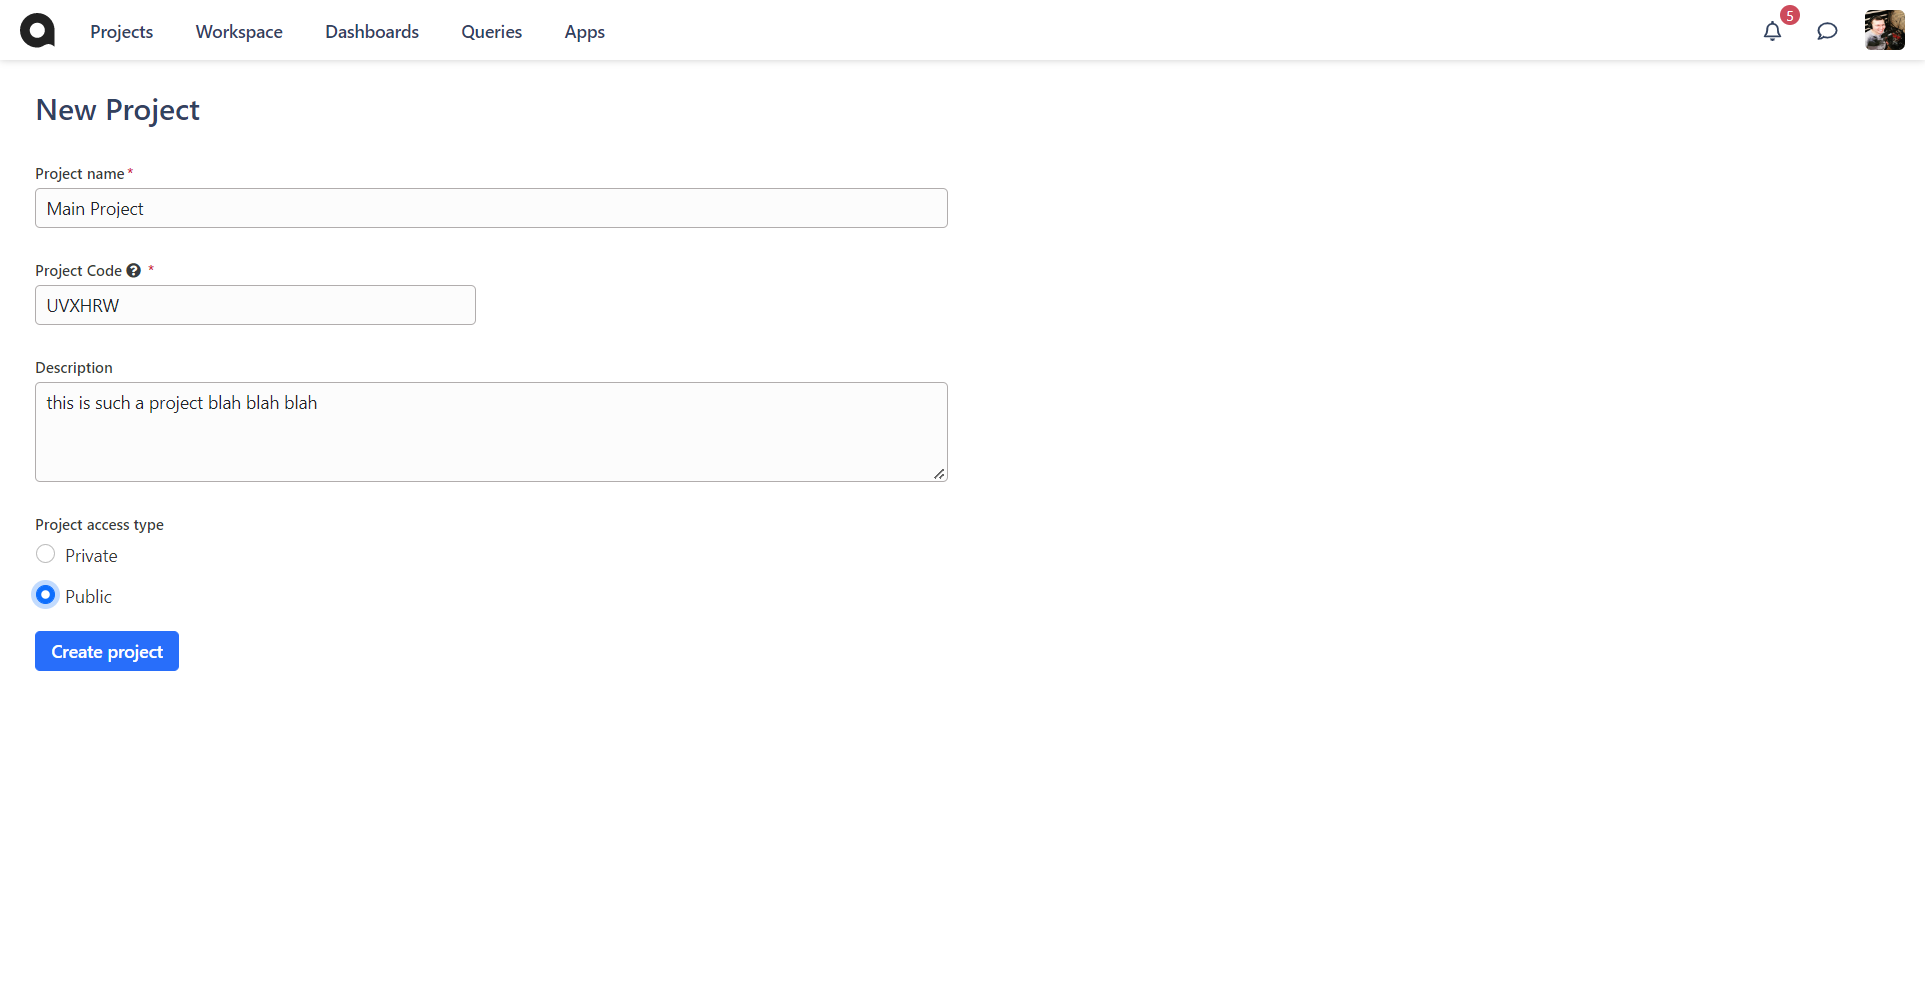 Projects Workspace Dashboards Queries Apps 5
New Project
Project name *
Main Project
Project Code ? *
UVXHRW
Description
this is such a project blah blah blah
Project access type
Private
Public
Create project